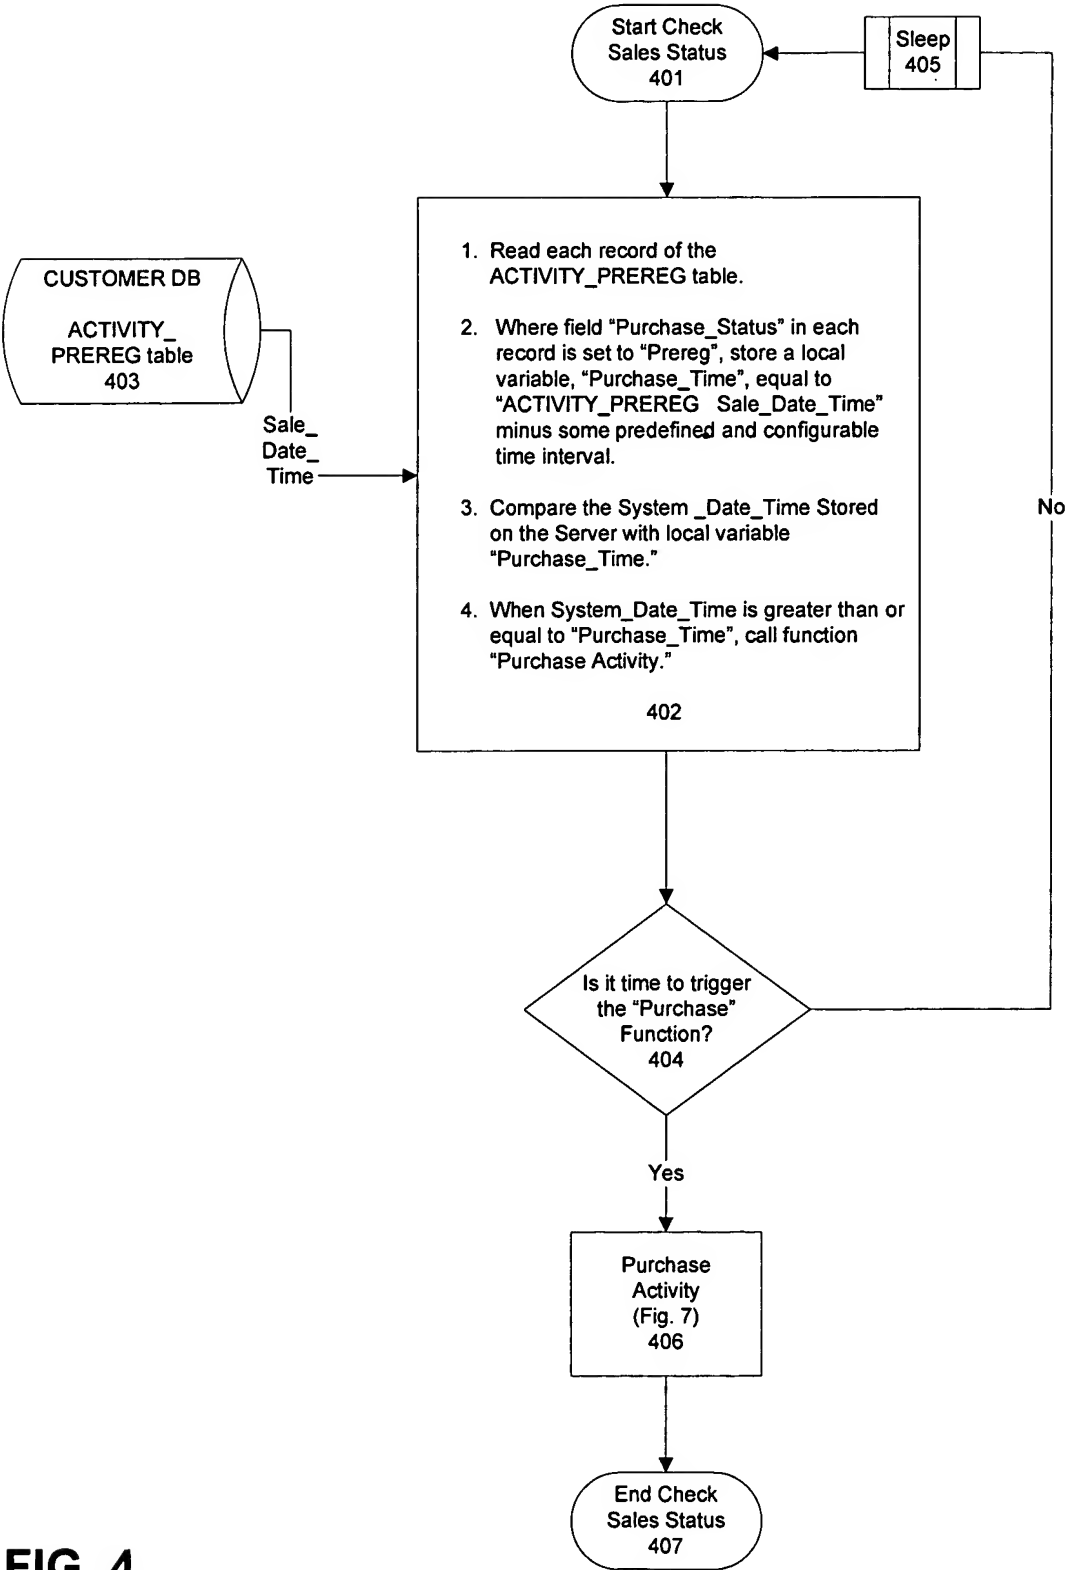 Start Check
Sales Status
401
Sleep
405
1. Read each record of the
ACTIVITY_PREREG table.
2. Where field "Purchase_Status" in each
record is set to "Prereg", store a local
variable, "Purchase_Time", equal to
"ACTIVITY_PREREG Sale_Date_Time"
minus some predefined and configurable
time interval.
3. Compare the System _Date_Time Stored
on the Server with local variable
"Purchase_Time."
4. When System_Date_Time is greater than or
equal to "Purchase_Time", call function
"Purchase Activity."
402
CUSTOMER DB
ACTIVITY_
PREREG table
403
Sale_
Date_
Time
No
Is it time to trigger
the "Purchase"
Function?
404
Yes
Purchase
Activity
(Fig. 7)
406
End Check
Sales Status
407
FIG. 4